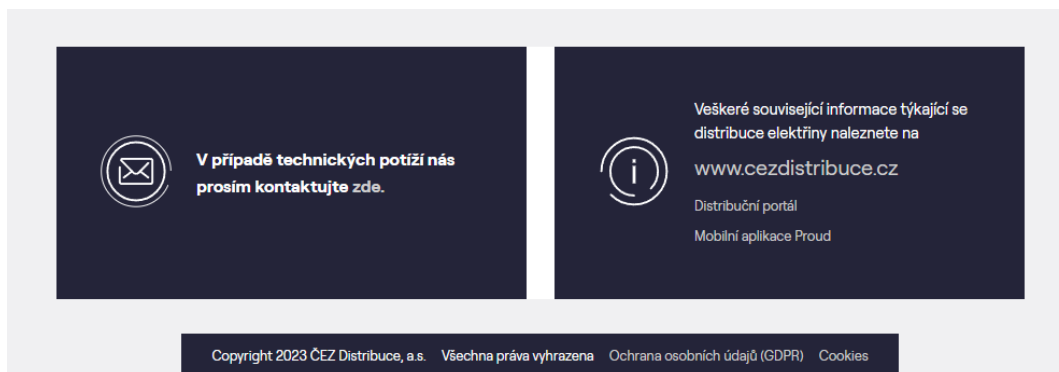 V případě technických potíží nás
prosím kontaktujte zde.
Veškeré související informace týkající se
distribuce elektřiny naleznete na
www.cezdistribuce.cz
Distribuční portál
Mobilní aplikace Proud
Copyright 2023 ČEZ Distribuce, a.s. Všechna práva vyhrazena Ochrana osobních údajů (GDPR) Cookies